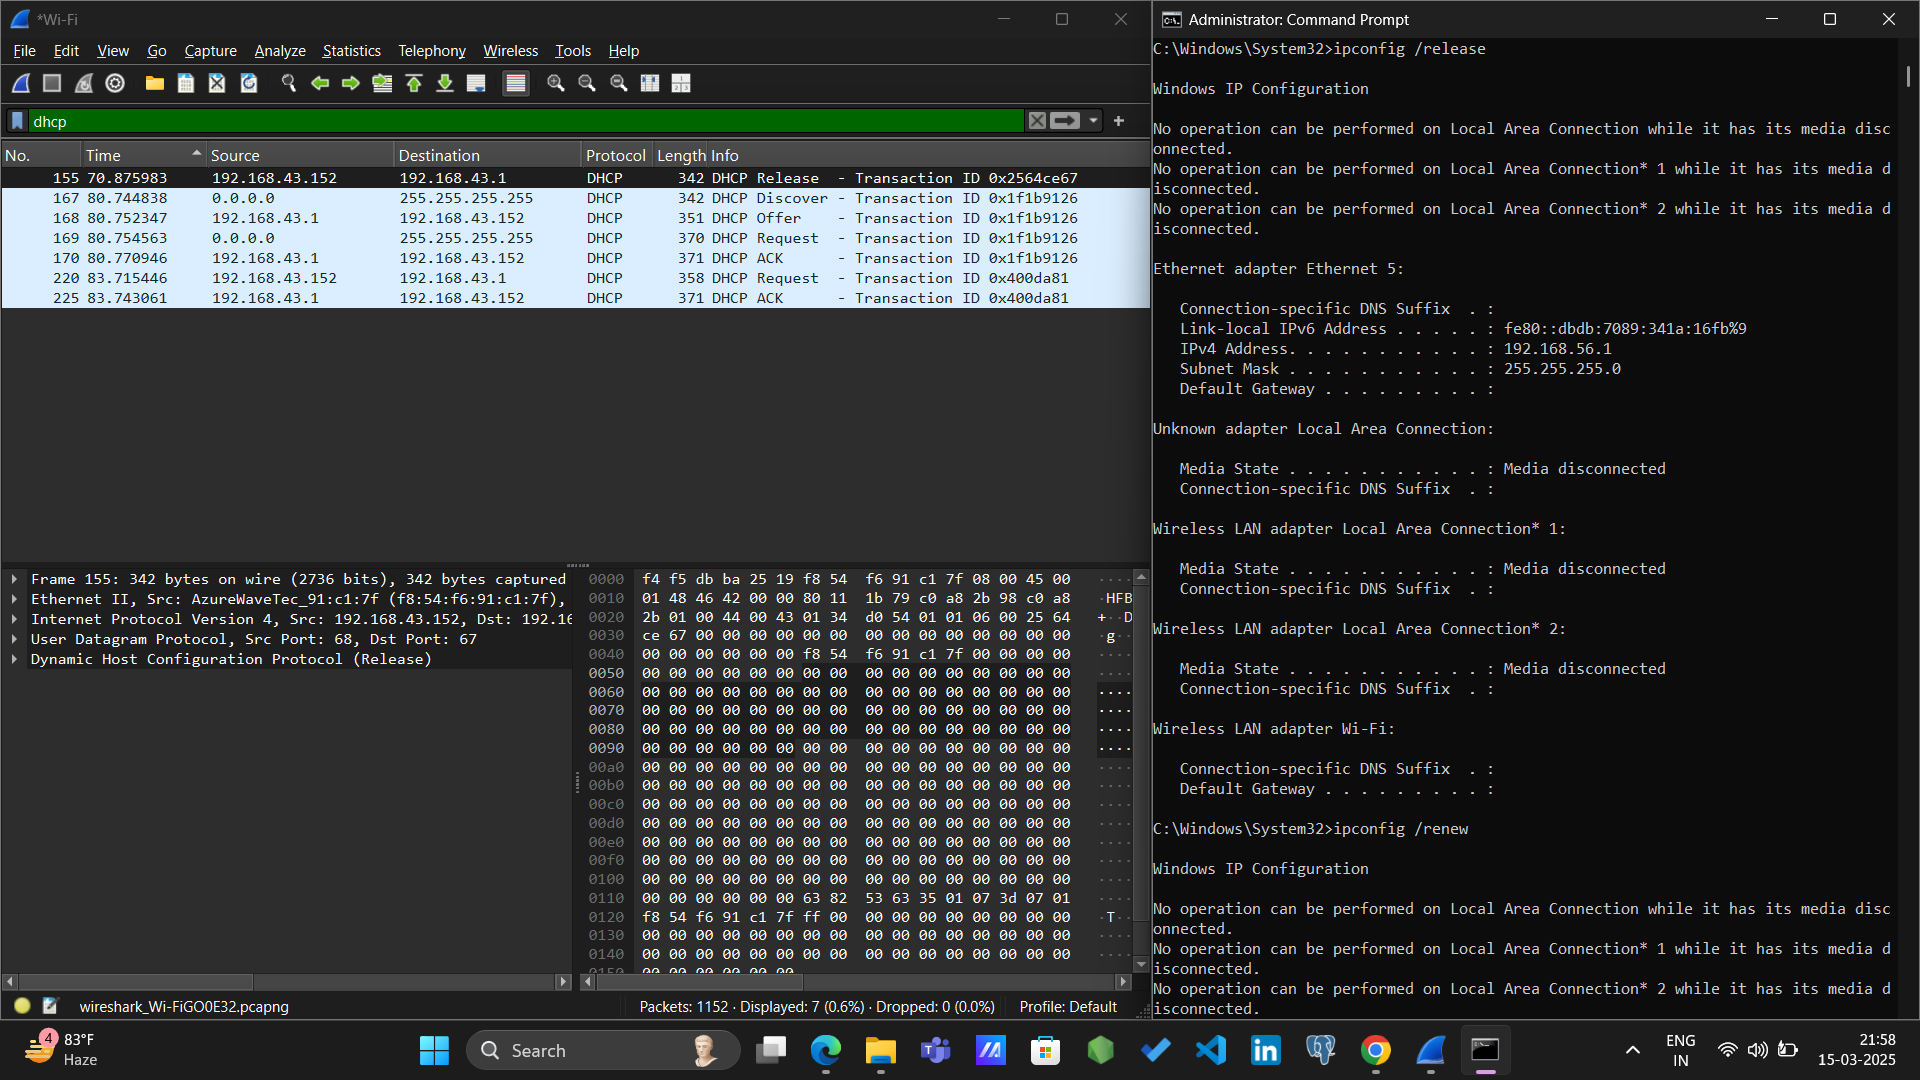 *Wi-Fi
File Edit View Go Capture Analyze Statistics Telephony Wireless Tools Help
dhcp
No. Time Source Destination Protocol Length Info
155 70.875983 192.168.43.152 192.168.43.1 DHCP 342 DHCP Release - Transaction ID 0x2564ce67
167 80.744838 0.0.0.0 255.255.255.255 DHCP 342 DHCP Discover - Transaction ID 0x1f1b9126
168 80.752347 192.168.43.1 192.168.43.152 DHCP 351 DHCP Offer - Transaction ID 0x1f1b9126
169 80.754563 0.0.0.0 255.255.255.255 DHCP 370 DHCP Request - Transaction ID 0x1f1b9126
170 80.770946 192.168.43.1 192.168.43.152 DHCP 371 DHCP ACK - Transaction ID 0x1f1b9126
220 83.715446 192.168.43.152 192.168.43.1 DHCP 358 DHCP Request - Transaction ID 0x400da81
225 83.743061 192.168.43.1 192.168.43.152 DHCP 371 DHCP ACK - Transaction ID 0x400da81
Frame 155: 342 bytes on wire (2736 bits), 342 bytes captured
Ethernet II, Src: AzureWaveTec_91:c1:7f (f8:54:f6:91:c1:7f),
Internet Protocol Version 4, Src: 192.168.43.152, Dst: 192.16
User Datagram Protocol, Src Port: 68, Dst Port: 67
Dynamic Host Configuration Protocol (Release)
0000 f4 f5 db ba 25 19 f8 54 f6 91 c1 7f 08 00 45 00 ····
0010 01 48 46 42 00 00 80 11 1b 79 c0 a8 2b 98 c0 a8 ·HFB
0020 2b 01 00 44 00 43 01 34 d0 54 01 01 06 00 25 64 +··D
0030 ce 67 00 00 00 00 00 00 00 00 00 00 00 00 00 00 ·g··
0040 00 00 00 00 00 00 f8 54 f6 91 c1 7f 00 00 00 00 ····
0050 00 00 00 00 00 00 00 00 00 00 00 00 00 00 00 00 ····
0060 00 00 00 00 00 00 00 00 00 00 00 00 00 00 00 00 ····
0070 00 00 00 00 00 00 00 00 00 00 00 00 00 00 00 00 ····
0080 00 00 00 00 00 00 00 00 00 00 00 00 00 00 00 00 ····
0090 00 00 00 00 00 00 00 00 00 00 00 00 00 00 00 00 ····
00a0 00 00 00 00 00 00 00 00 00 00 00 00 00 00 00 00 ····
00b0 00 00 00 00 00 00 00 00 00 00 00 00 00 00 00 00 ····
00c0 00 00 00 00 00 00 00 00 00 00 00 00 00 00 00 00 ····
00d0 00 00 00 00 00 00 00 00 00 00 00 00 00 00 00 00 ····
00e0 00 00 00 00 00 00 00 00 00 00 00 00 00 00 00 00 ····
00f0 00 00 00 00 00 00 00 00 00 00 00 00 00 00 00 00 ····
0100 00 00 00 00 00 00 00 00 00 00 00 00 00 00 00 00 ····
0110 00 00 00 00 00 00 63 82 53 63 35 01 07 3d 07 01 ····
0120 f8 54 f6 91 c1 7f ff 00 00 00 00 00 00 00 00 00 ·T··
0130 00 00 00 00 00 00 00 00 00 00 00 00 00 00 00 00 ····
0140 00 00 00 00 00 00 00 00 00 00 00 00 00 00 00 00 ····
0150 00 00 00 00 00 00
wireshark_Wi-FiGO0E32.pcapng
Packets: 1152 · Displayed: 7 (0.6%) · Dropped: 0 (0.0%)
Profile: Default
Administrator: Command Prompt
C:\Windows\System32>ipconfig /release
Windows IP Configuration
No operation can be performed on Local Area Connection while it has its media disc
onnected.
No operation can be performed on Local Area Connection* 1 while it has its media d
isconnected.
No operation can be performed on Local Area Connection* 2 while it has its media d
isconnected.
Ethernet adapter Ethernet 5:
Connection-specific DNS Suffix . :
Link-local IPv6 Address . . . . . : fe80::dbdb:7089:341a:16fb%9
IPv4 Address. . . . . . . . . . . : 192.168.56.1
Subnet Mask . . . . . . . . . . . : 255.255.255.0
Default Gateway . . . . . . . . . :
Unknown adapter Local Area Connection:
Media State . . . . . . . . . . . : Media disconnected
Connection-specific DNS Suffix . :
Wireless LAN adapter Local Area Connection* 1:
Media State . . . . . . . . . . . : Media disconnected
Connection-specific DNS Suffix . :
Wireless LAN adapter Local Area Connection* 2:
Media State . . . . . . . . . . . : Media disconnected
Connection-specific DNS Suffix . :
Wireless LAN adapter Wi-Fi:
Connection-specific DNS Suffix . :
Default Gateway . . . . . . . . . :
C:\Windows\System32>ipconfig /renew
Windows IP Configuration
No operation can be performed on Local Area Connection while it has its media disc
onnected.
No operation can be performed on Local Area Connection* 1 while it has its media d
isconnected.
No operation can be performed on Local Area Connection* 2 while it has its media d
isconnected.
4
83°F
Haze
Search
ENG
IN
21:58
15-03-2025